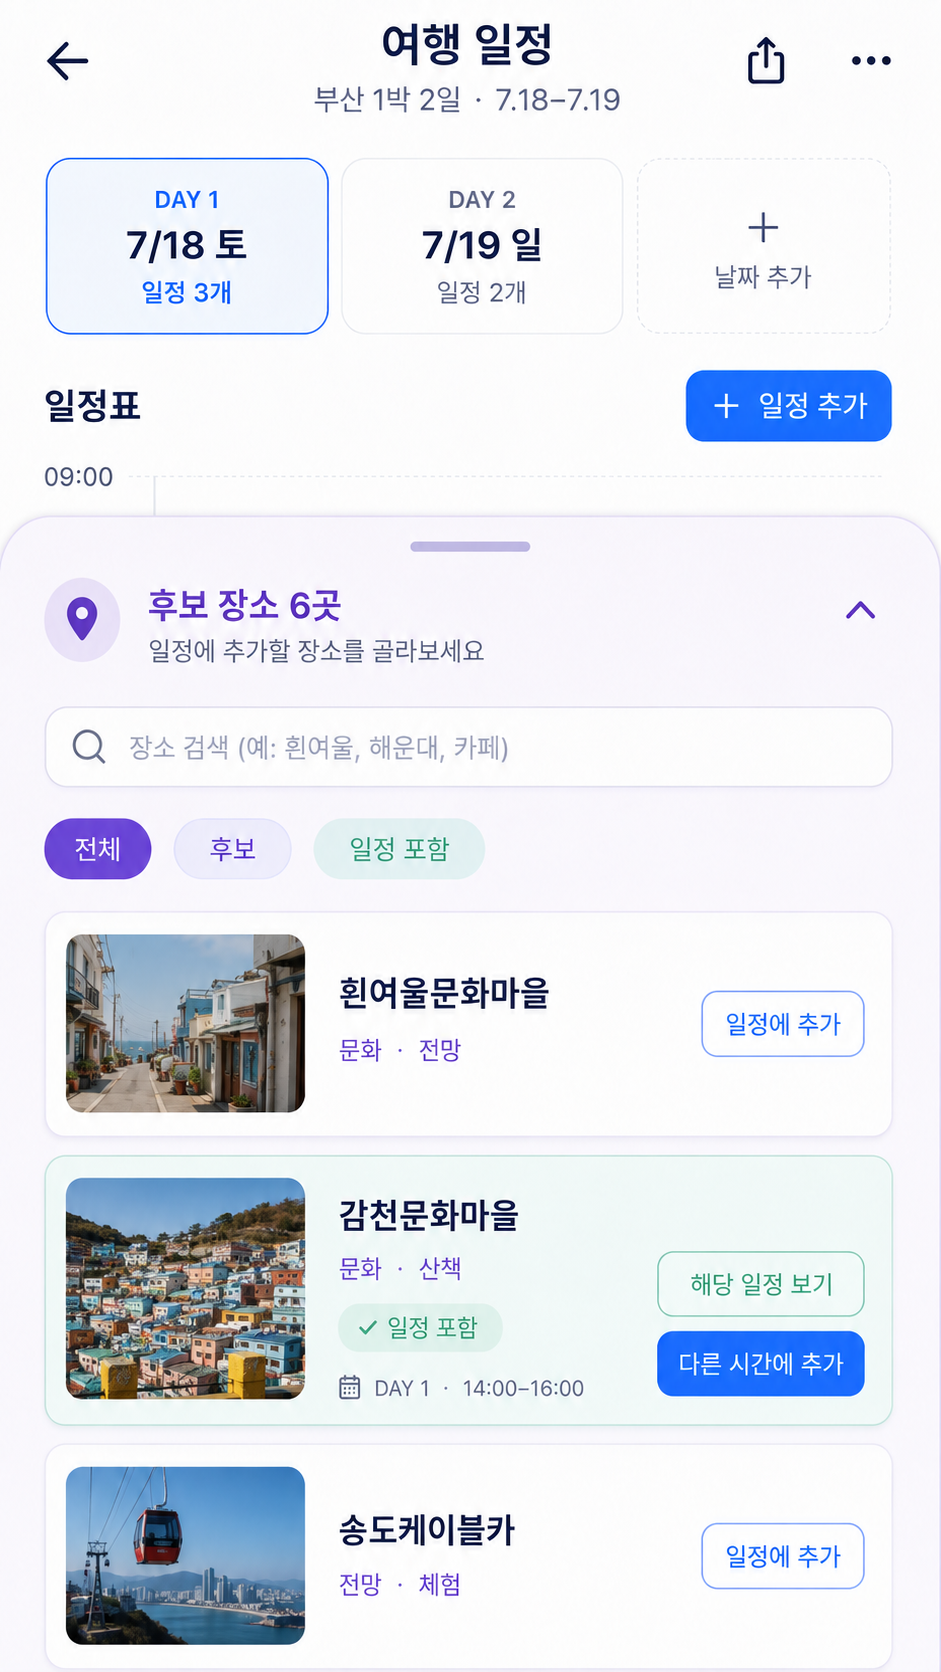 여행 일정
부산 1박 2일 · 7.18–7.19
DAY 1
7/18 토
일정 3개
DAY 2
7/19 일
일정 2개
날짜 추가
일정표
일정 추가
09:00
후보 장소 6곳
일정에 추가할 장소를 골라보세요
장소 검색 (예: 흰여울, 해운대, 카페)
전체
후보
일정 포함
흰여울문화마을
문화 · 전망
일정에 추가
감천문화마을
문화 · 산책
일정 포함
DAY 1 · 14:00–16:00
해당 일정 보기
다른 시간에 추가
송도케이블카
전망 · 체험
일정에 추가